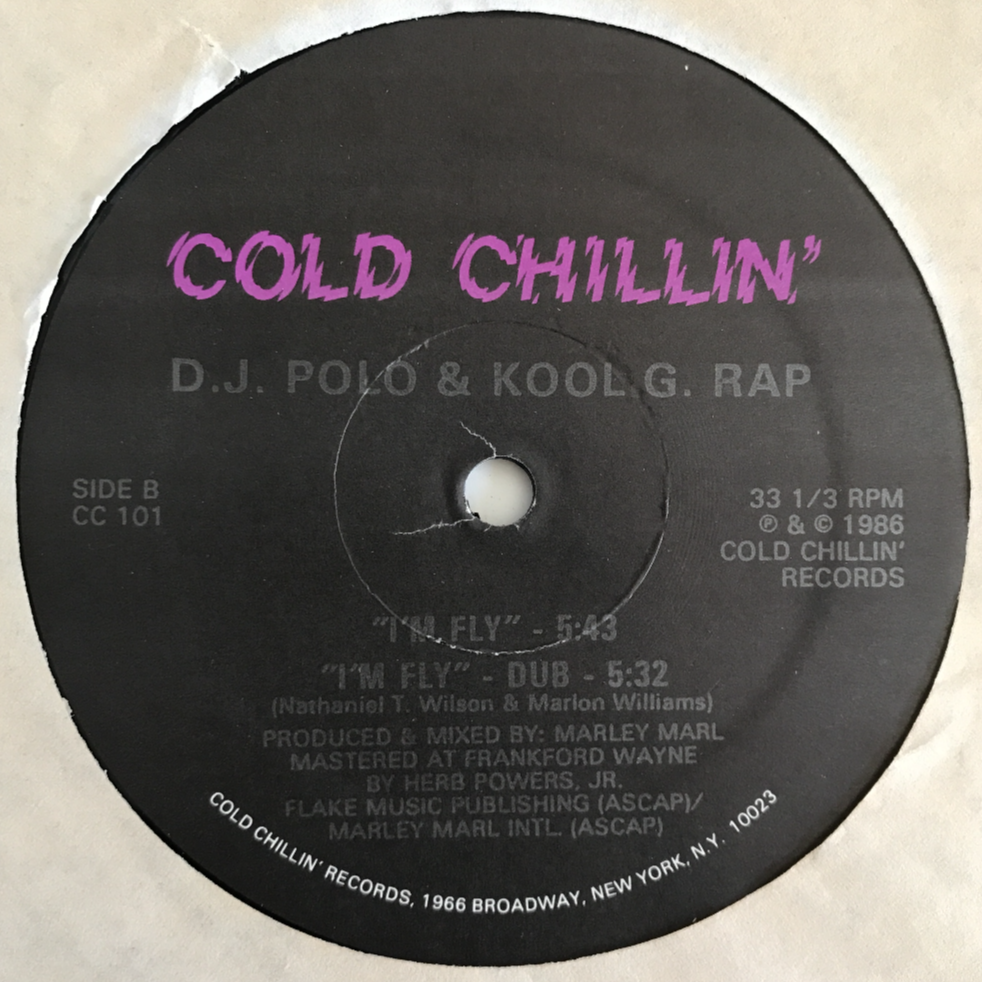 COLD CHILLIN'
D.J. POLO & KOOL G. RAP
SIDE B
CC 101
33 1/3 RPM
℗ & © 1986
COLD CHILLIN'
RECORDS
"I'M FLY" - 5:43
"I'M FLY" - DUB - 5:32
(Nathaniel T. Wilson & Marlon Williams)
PRODUCED & MIXED BY: MARLEY MARL
MASTERED AT FRANKFORD WAYNE
BY HERB POWERS, JR.
FLAKE MUSIC PUBLISHING (ASCAP)/
MARLEY MARL INTL. (ASCAP)
COLD CHILLIN' RECORDS, 1966 BROADWAY, NEW YORK, N.Y. 10023